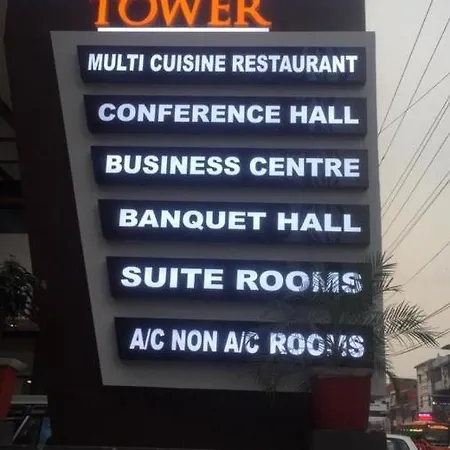 TOWER
MULTI CUISINE RESTAURANT
CONFERENCE HALL
BUSINESS CENTRE
BANQUET HALL
SUITE ROOMS
A/C NON A/C ROOMS